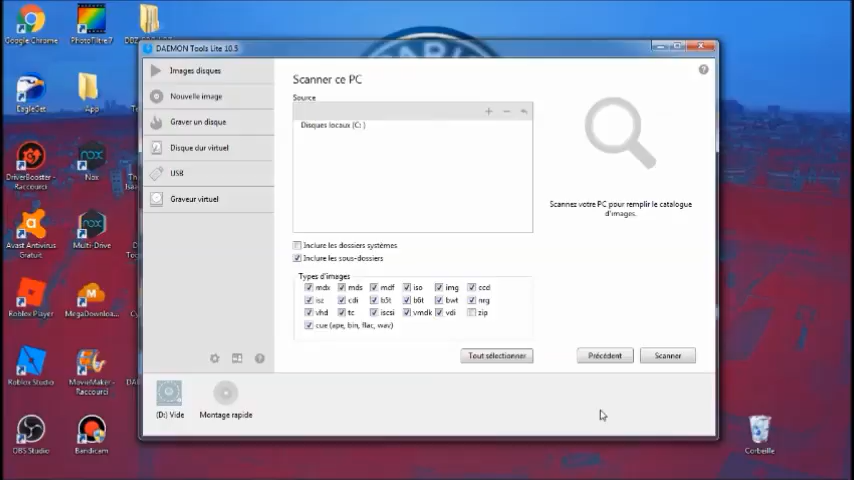 Google Chrome
PhotoFiltre 7
EagleGet
App
DriverBooster -
Raccourci
Nox
Avast Antivirus
Gratuit
Multi-Drive
Roblox Player
MegaDownloa...
Roblox Studio
MovieMaker -
Raccourci
OBS Studio
Bandicam
PARIS
DAEMON Tools Lite 10.5
Images disques
Nouvelle image
Graver un disque
Disque dur virtuel
USB
Graveur virtuel
Scanner ce PC
Source
Disques locaux (C: )
Inclure les dossiers systèmes
Inclure les sous-dossiers
Types d'images
mdx mds mdf iso img ccd
isz cdi b5t b6t bwt nrg
vhd tc iscsi vmdk vdi zip
cue (ape, bin, flac, wav)
Tout sélectionner
Précédent
Scanner
Scannez votre PC pour remplir le catalogue
d'images.
(D:) Vide
Montage rapide
Corbeille